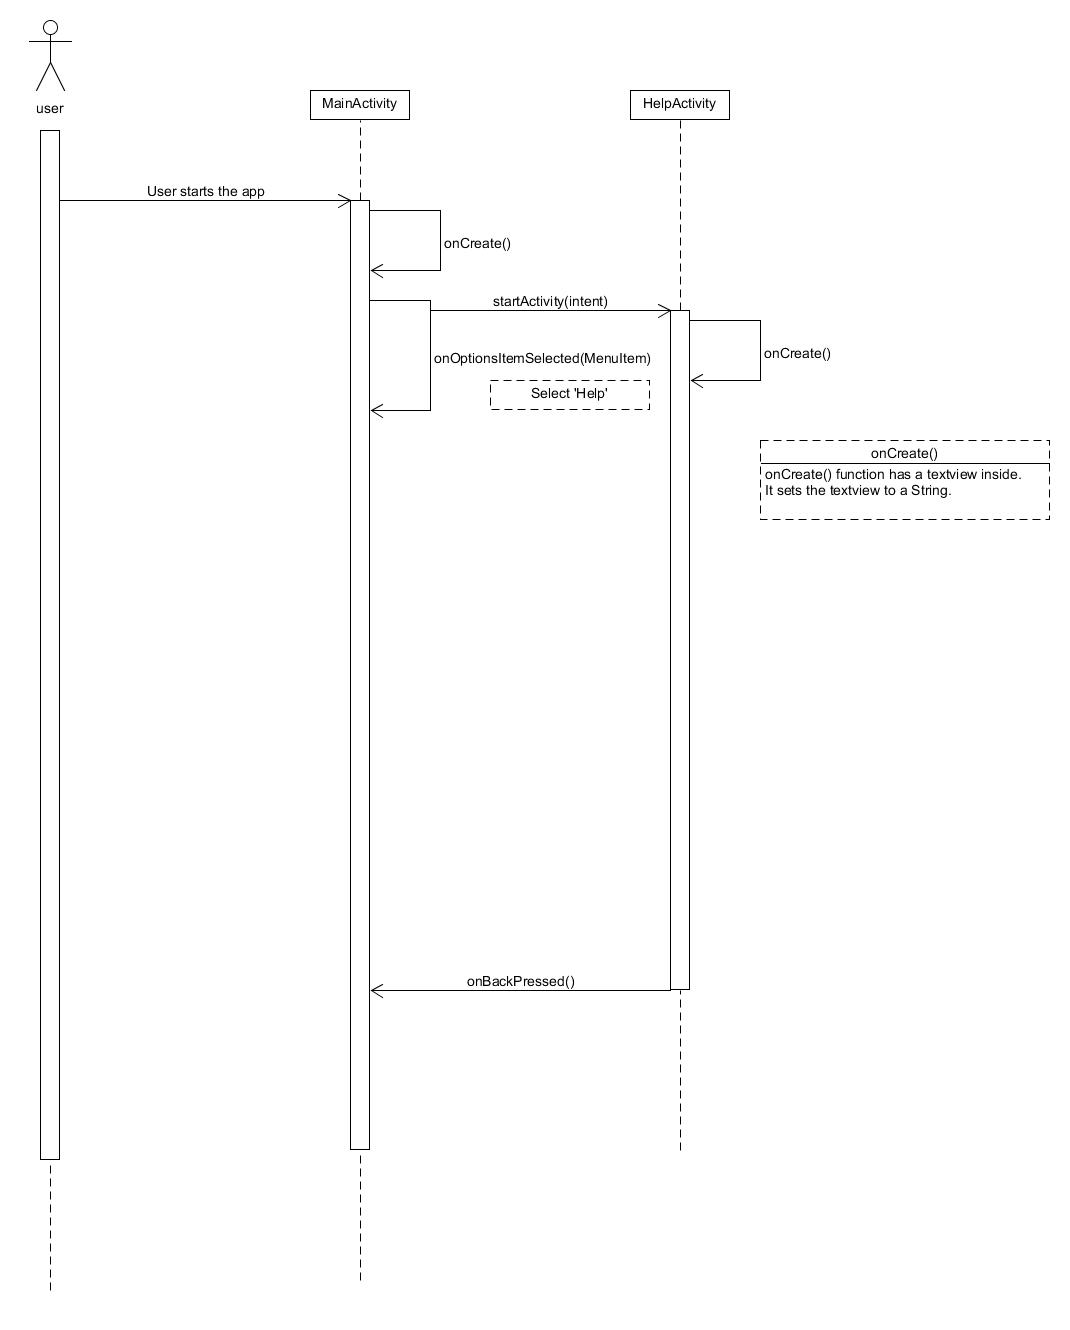 user
MainActivity
HelpActivity
User starts the app
onCreate()
startActivity(intent)
onCreate()
onOptionsItemSelected(MenuItem)
Select 'Help'
onCreate()
onCreate() function has a textview inside.
It sets the textview to a String.
onBackPressed()